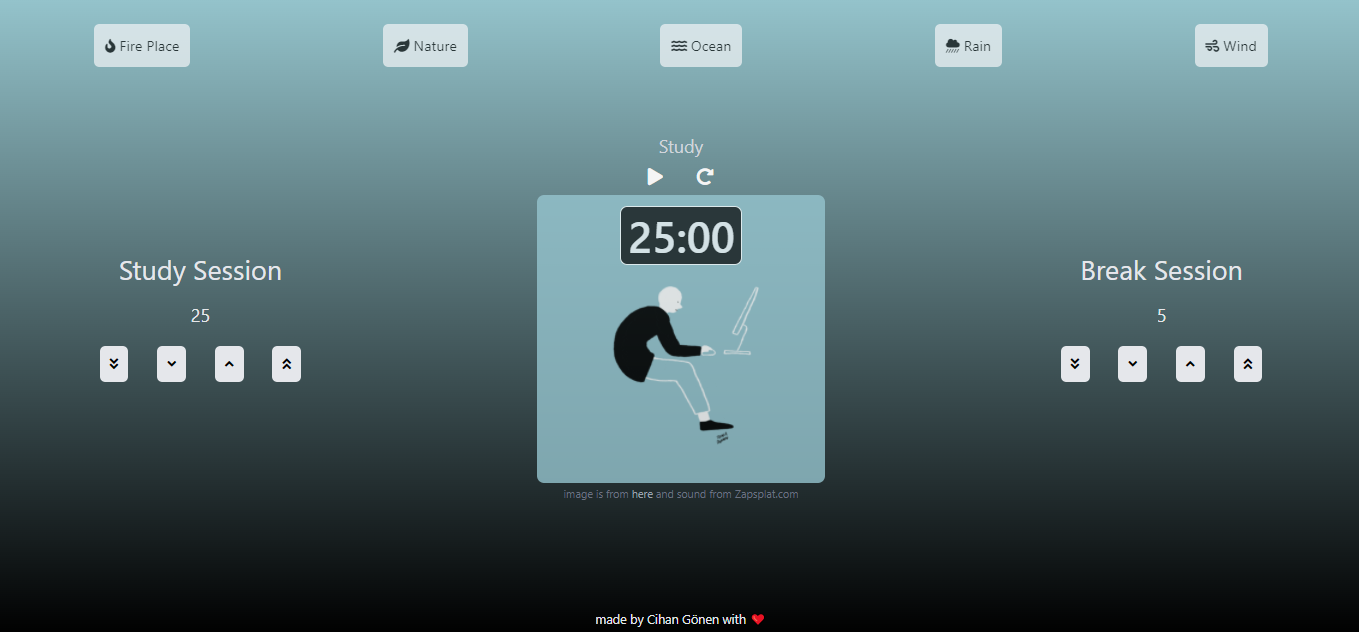 Fire Place
Nature
Ocean
Rain
Wind
Study
25:00
Study Session
25
Break Session
5
image is from here and sound from Zapsplat.com
made by Cihan Gönen with